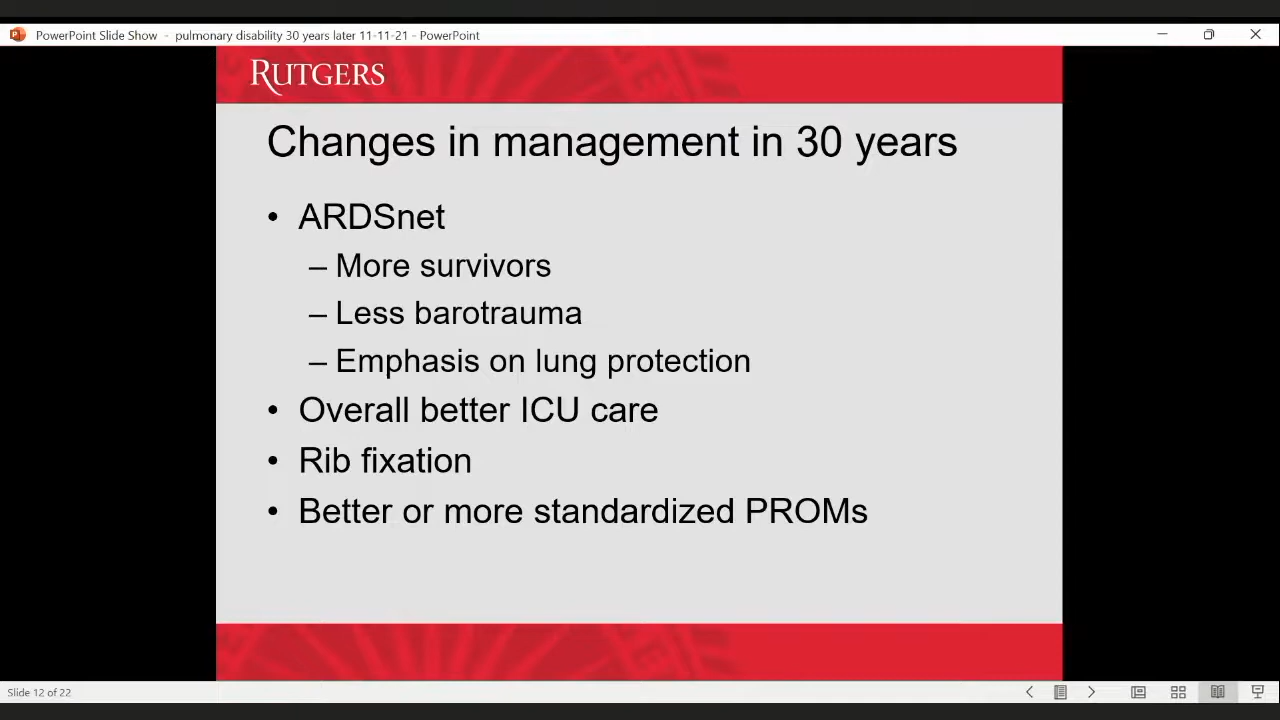 PowerPoint Slide Show - pulmonary disability 30 years later 11-11-21 - PowerPoint
RUTGERS
Changes in management in 30 years
• ARDSnet
– More survivors
– Less barotrauma
– Emphasis on lung protection
• Overall better ICU care
• Rib fixation
• Better or more standardized PROMs
Slide 12 of 22